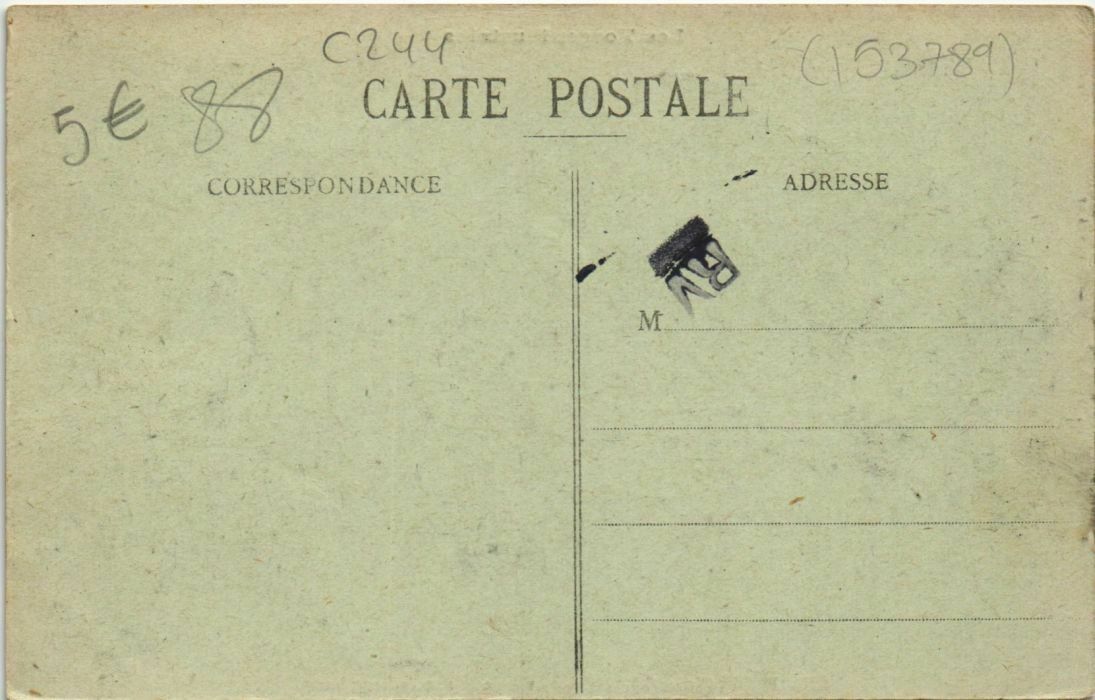 C244
(153789)
CARTE POSTALE
5€ 88
CORRESPONDANCE
ADRESSE
M